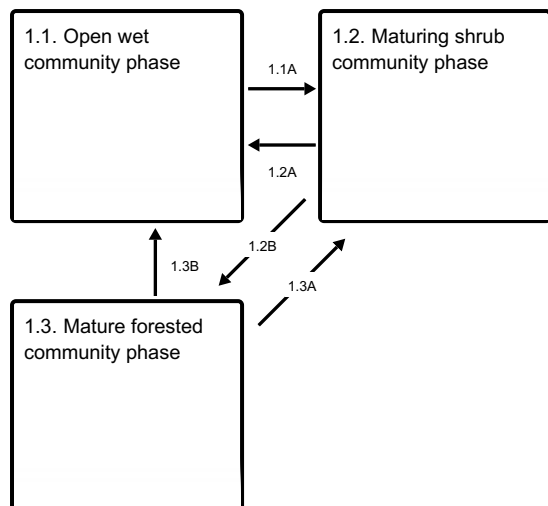 1.1. Open wet
community phase
1.2. Maturing shrub
community phase
1.1A
1.2A
1.2B
1.3B
1.3A
1.3. Mature forested
community phase